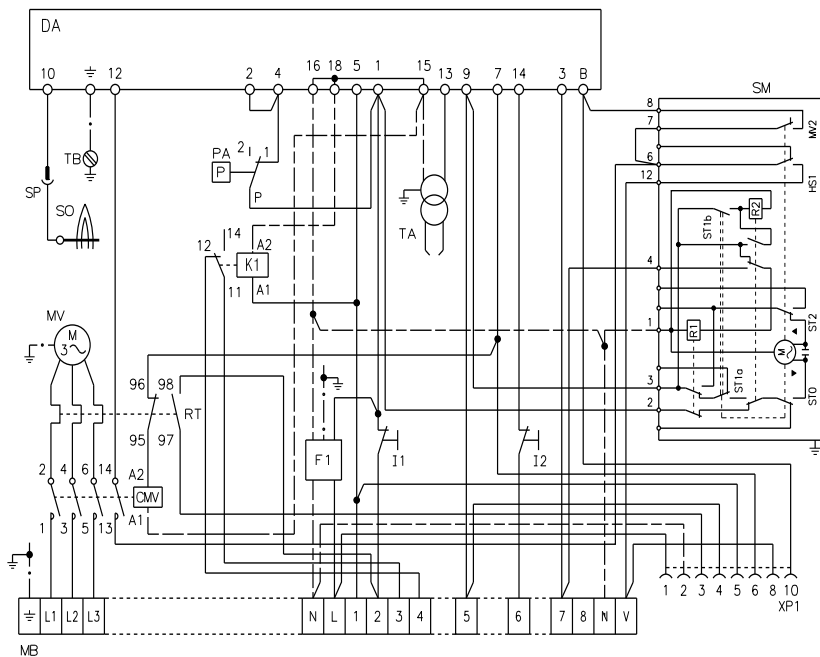 DA
10 12 2 4 16 18 5 1 15 13 9 7 14 3 B
SM
8
7
6
12
4
1
3
2
MV2
HS1
ST1b
R2
ST2
R1
M
ST1a
ST0
TB
SP
SO
PA
P
2 1
P
TA
14
12
A2
K1
11 A1
MV
M
3
96 98
RT
95 97
F1
I1
I2
2 4 6 14 A2
CMV
1 3 5 13 A1
L1 L2 L3 N L 1 2 3 4 5 6 7 8 N V
MB
1 2 3 4 5 6 8 10
XP1